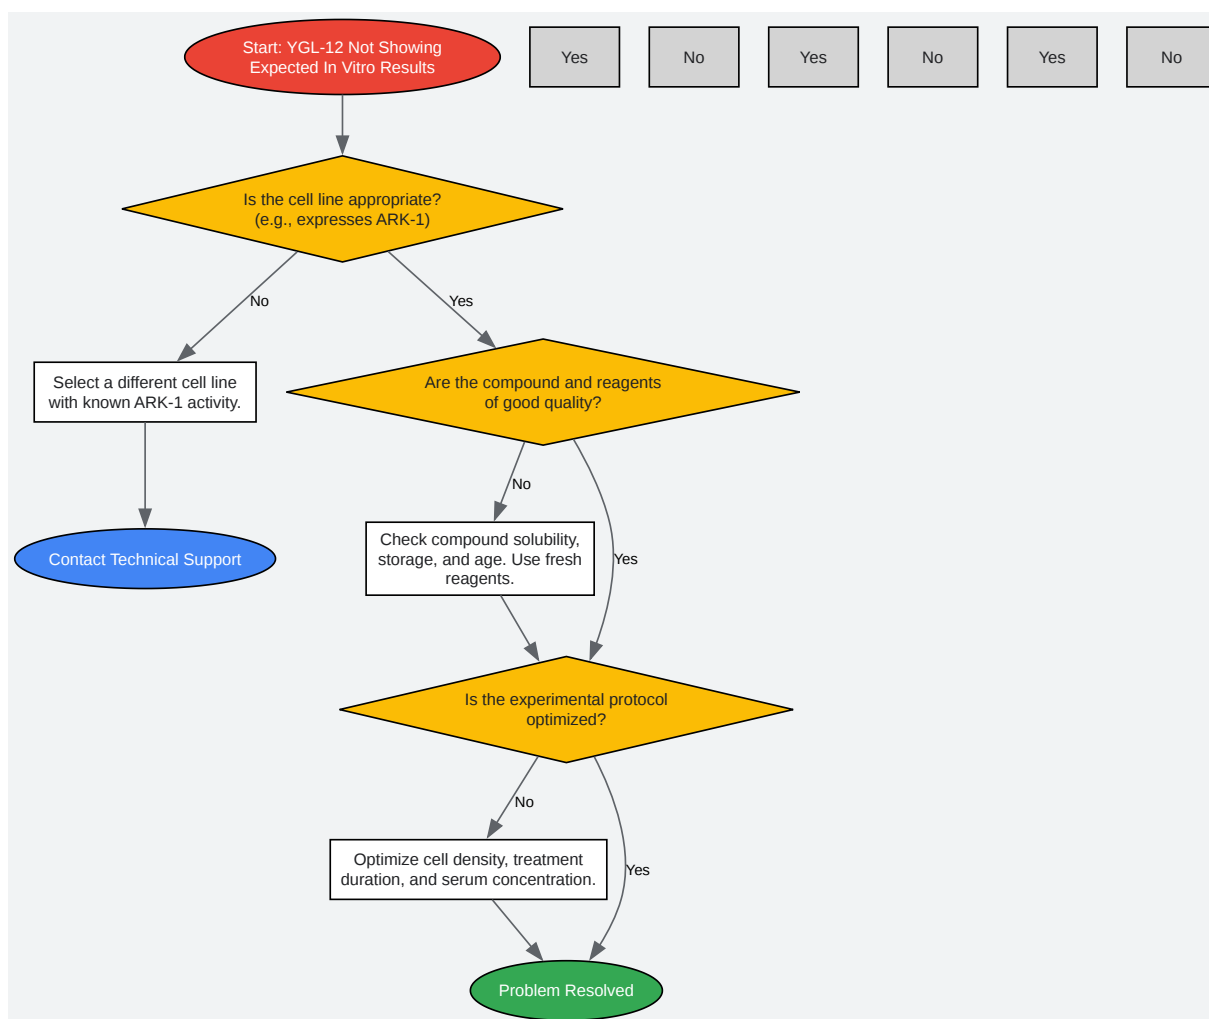 Start: YGL-12 Not Showing
Expected In Vitro Results
Yes
No
Yes
No
Yes
No
Is the cell line appropriate?
(e.g., expresses ARK-1)
No
Yes
Select a different cell line
with known ARK-1 activity.
Are the compound and reagents
of good quality?
No
Check compound solubility,
storage, and age. Use fresh
reagents.
Yes
Contact Technical Support
Is the experimental protocol
optimized?
No
Optimize cell density, treatment
duration, and serum concentration.
Yes
Problem Resolved